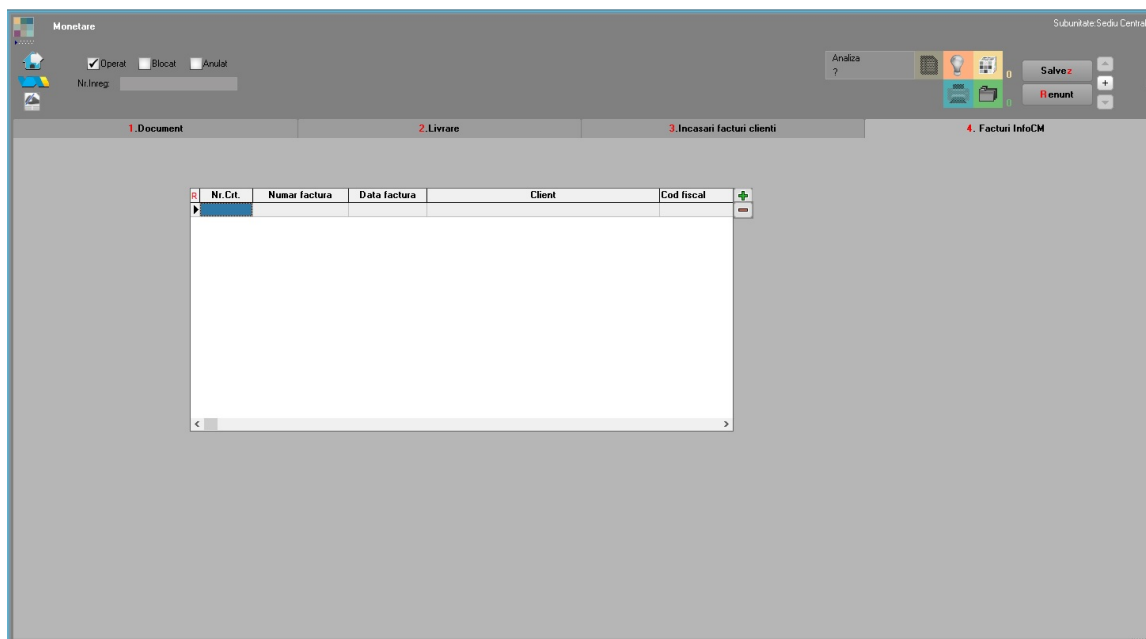 Monetare
Subunitate:Sediu Central
Operat Blocat Anulat
Nr.Inreg:
Analiza
?
0
0
Salvez
+
Renunt
1.Document
2.Livrare
3.Incasari facturi clienti
4. Facturi InfoCM
R Nr.Crt. Numar factura Data factura Client Cod fiscal